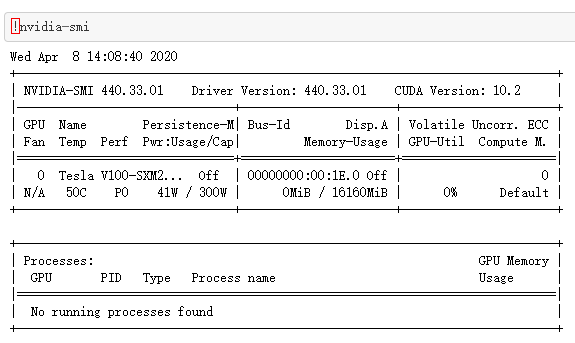 !nvidia-smi
Wed Apr  8 14:08:40 2020
NVIDIA-SMI 440.33.01    Driver Version: 440.33.01    CUDA Version: 10.2
GPU  Name        Persistence-M| Bus-Id        Disp.A | Volatile Uncorr. ECC
Fan  Temp  Perf  Pwr:Usage/Cap|         Memory-Usage | GPU-Util  Compute M.
0  Tesla V100-SXM2...  Off  | 00000000:00:1E.0 Off |                    0
N/A   50C    P0    41W / 300W |      0MiB / 16160MiB |      0%      Default
Processes:                                                       GPU Memory
GPU       PID   Type   Process name                             Usage
No running processes found